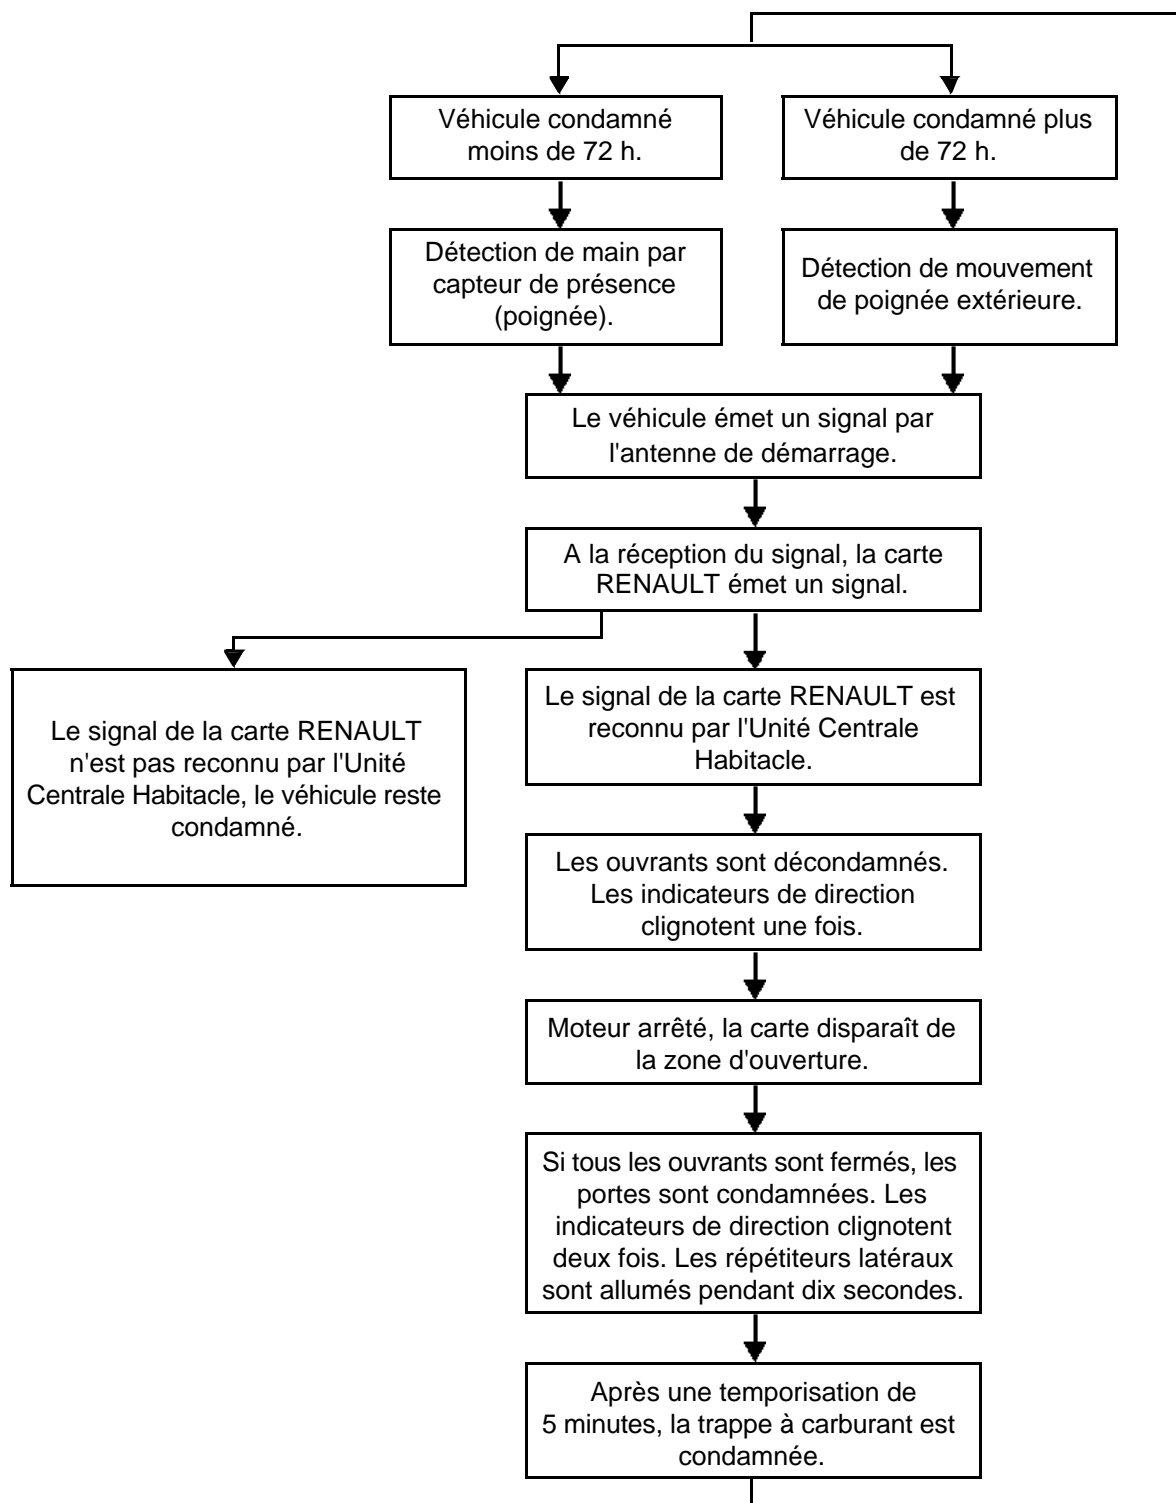 Véhicule condamné
moins de 72 h.
Véhicule condamné plus
de 72 h.
Détection de main par
capteur de présence
(poignée).
Détection de mouvement
de poignée extérieure.
Le véhicule émet un signal par
l'antenne de démarrage.
A la réception du signal, la carte
RENAULT émet un signal.
Le signal de la carte RENAULT
n'est pas reconnu par l'Unité
Centrale Habitacle, le véhicule reste
condamné.
Le signal de la carte RENAULT est
reconnu par l'Unité Centrale
Habitacle.
Les ouvrants sont décondamnés.
Les indicateurs de direction
clignotent une fois.
Moteur arrêté, la carte disparaît de
la zone d'ouverture.
Si tous les ouvrants sont fermés, les
portes sont condamnées. Les
indicateurs de direction clignotent
deux fois. Les répétiteurs latéraux
sont allumés pendant dix secondes.
Après une temporisation de
5 minutes, la trappe à carburant est
condamnée.